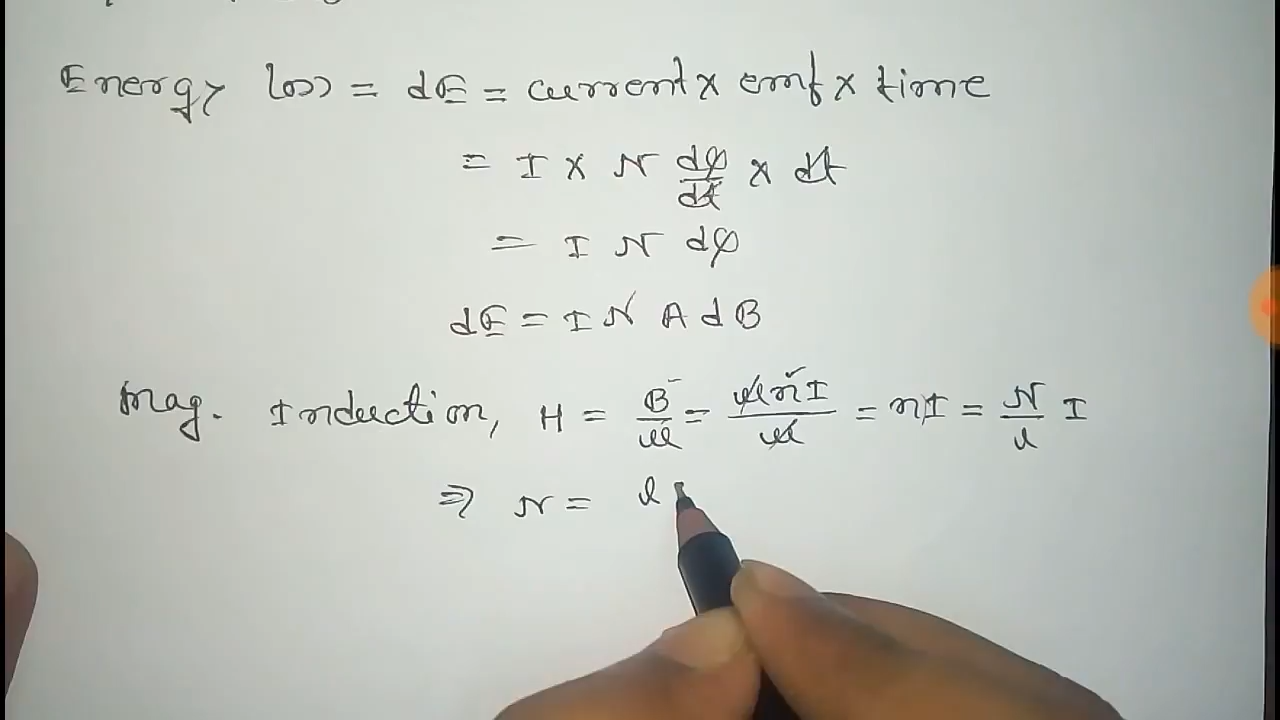 Energy loss = dE = current x emf x time
= I x N dφ/dt x dt
= I N dφ
dE = I N A dB
Mag. Induction, H = B/μ = μnI/μ = nI = N/l I
⇒ N = l